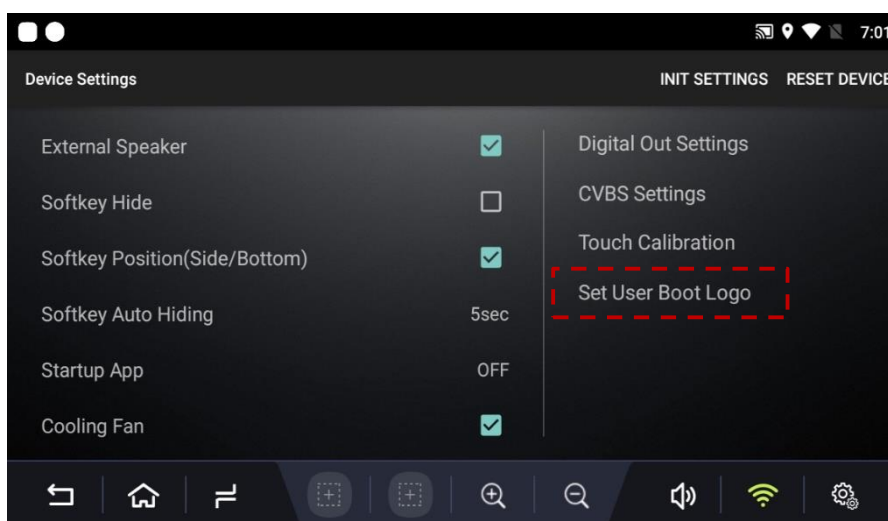 7:01
Device Settings
INIT SETTINGS RESET DEVICE
External Speaker
Softkey Hide
Softkey Position(Side/Bottom)
Softkey Auto Hiding 5sec
Startup App OFF
Cooling Fan
Digital Out Settings
CVBS Settings
Touch Calibration
Set User Boot Logo